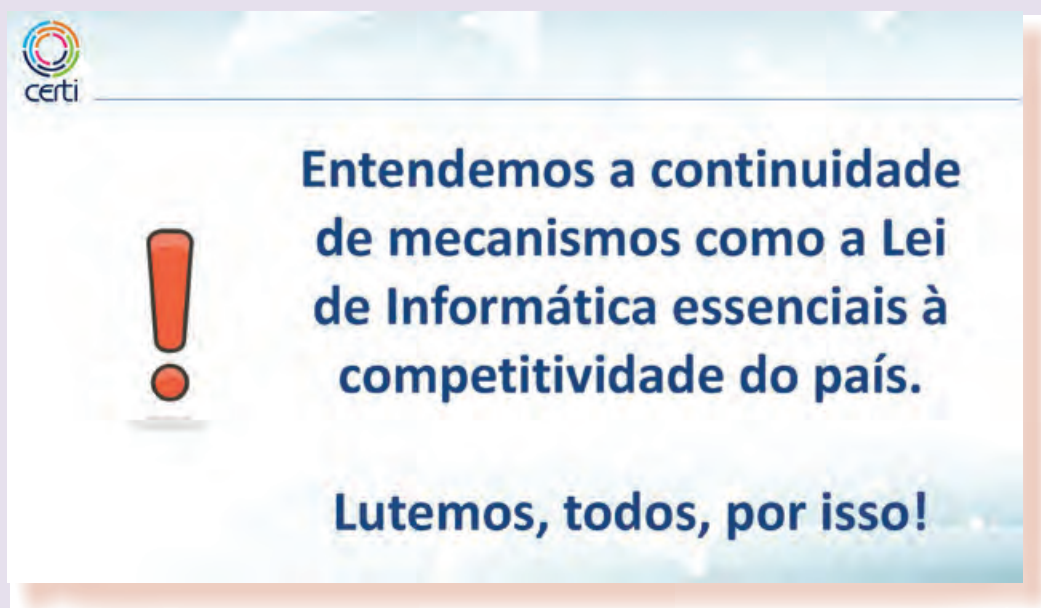 certi
Entendemos a continuidade
de mecanismos como a Lei
de Informática essenciais à
competitividade do país.
Lutemos, todos, por isso!